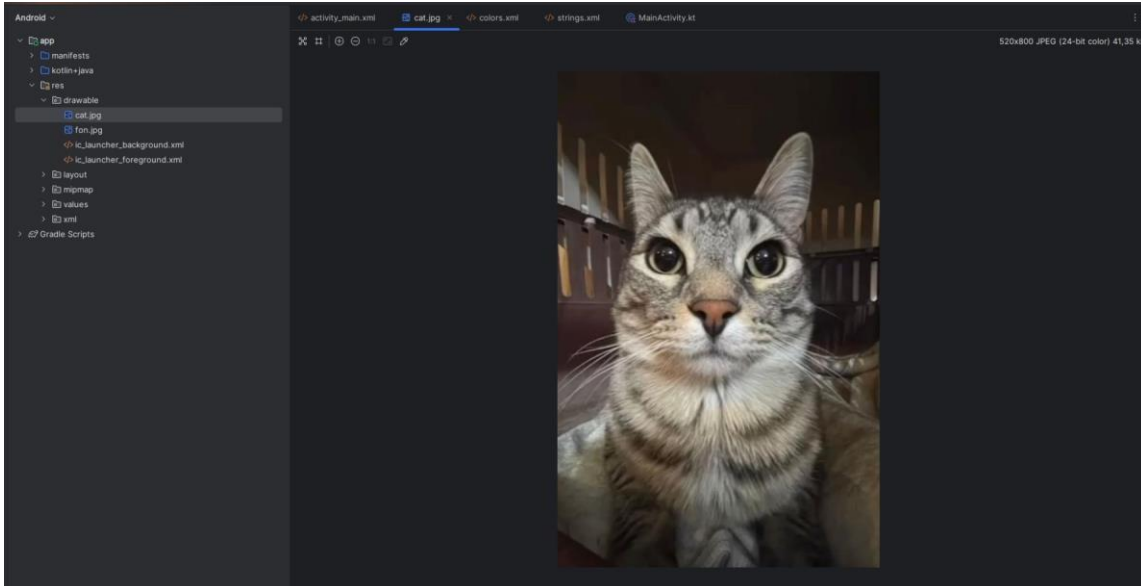 Android
app
manifests
kotlin+java
res
drawable
cat.jpg
fon.jpg
ic_launcher_background.xml
ic_launcher_foreground.xml
layout
mipmap
values
xml
Gradle Scripts
activity_main.xml cat.jpg colors.xml strings.xml MainActivity.kt
1:1
520x800 JPEG (24-bit color) 41,35 k